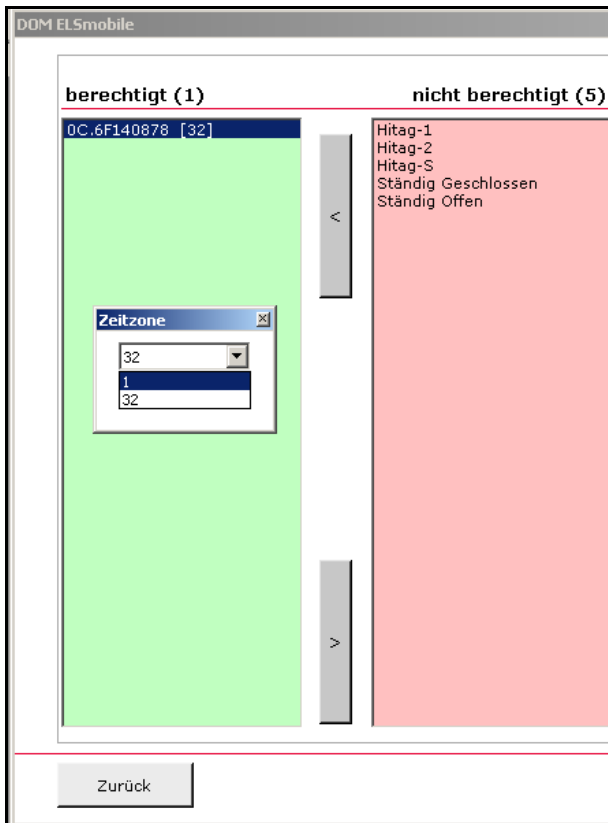 DOM ELSmobile
berechtigt (1)
nicht berechtigt (5)
0C.6F140878 [32]
Hitag-1
Hitag-2
Hitag-S
Ständig Geschlossen
Ständig Offen
<
Zeitzone
32
1
32
>
Zurück